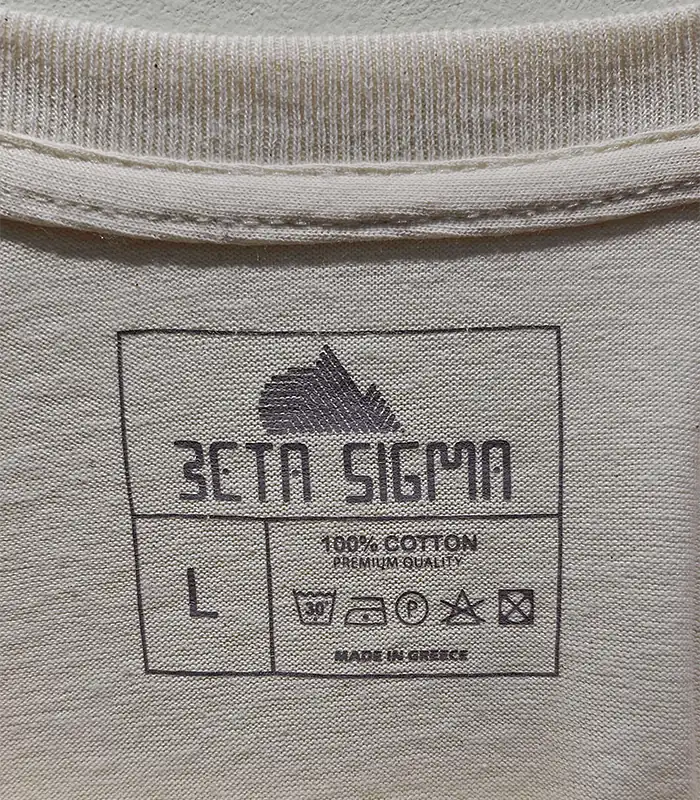 BETA SIGMA
L
100% COTTON
PREMIUM QUALITY
30°
P
MADE IN GREECE